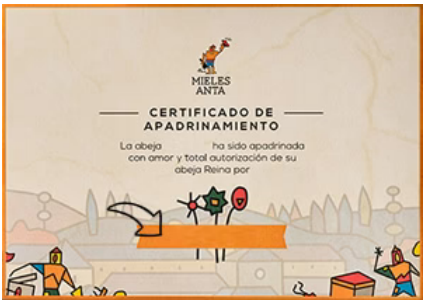 MIELES
ANTA
CERTIFICADO DE
APADRINAMIENTO
La abeja ha sido apadrinada
con amor y total autorización de su
abeja Reina por